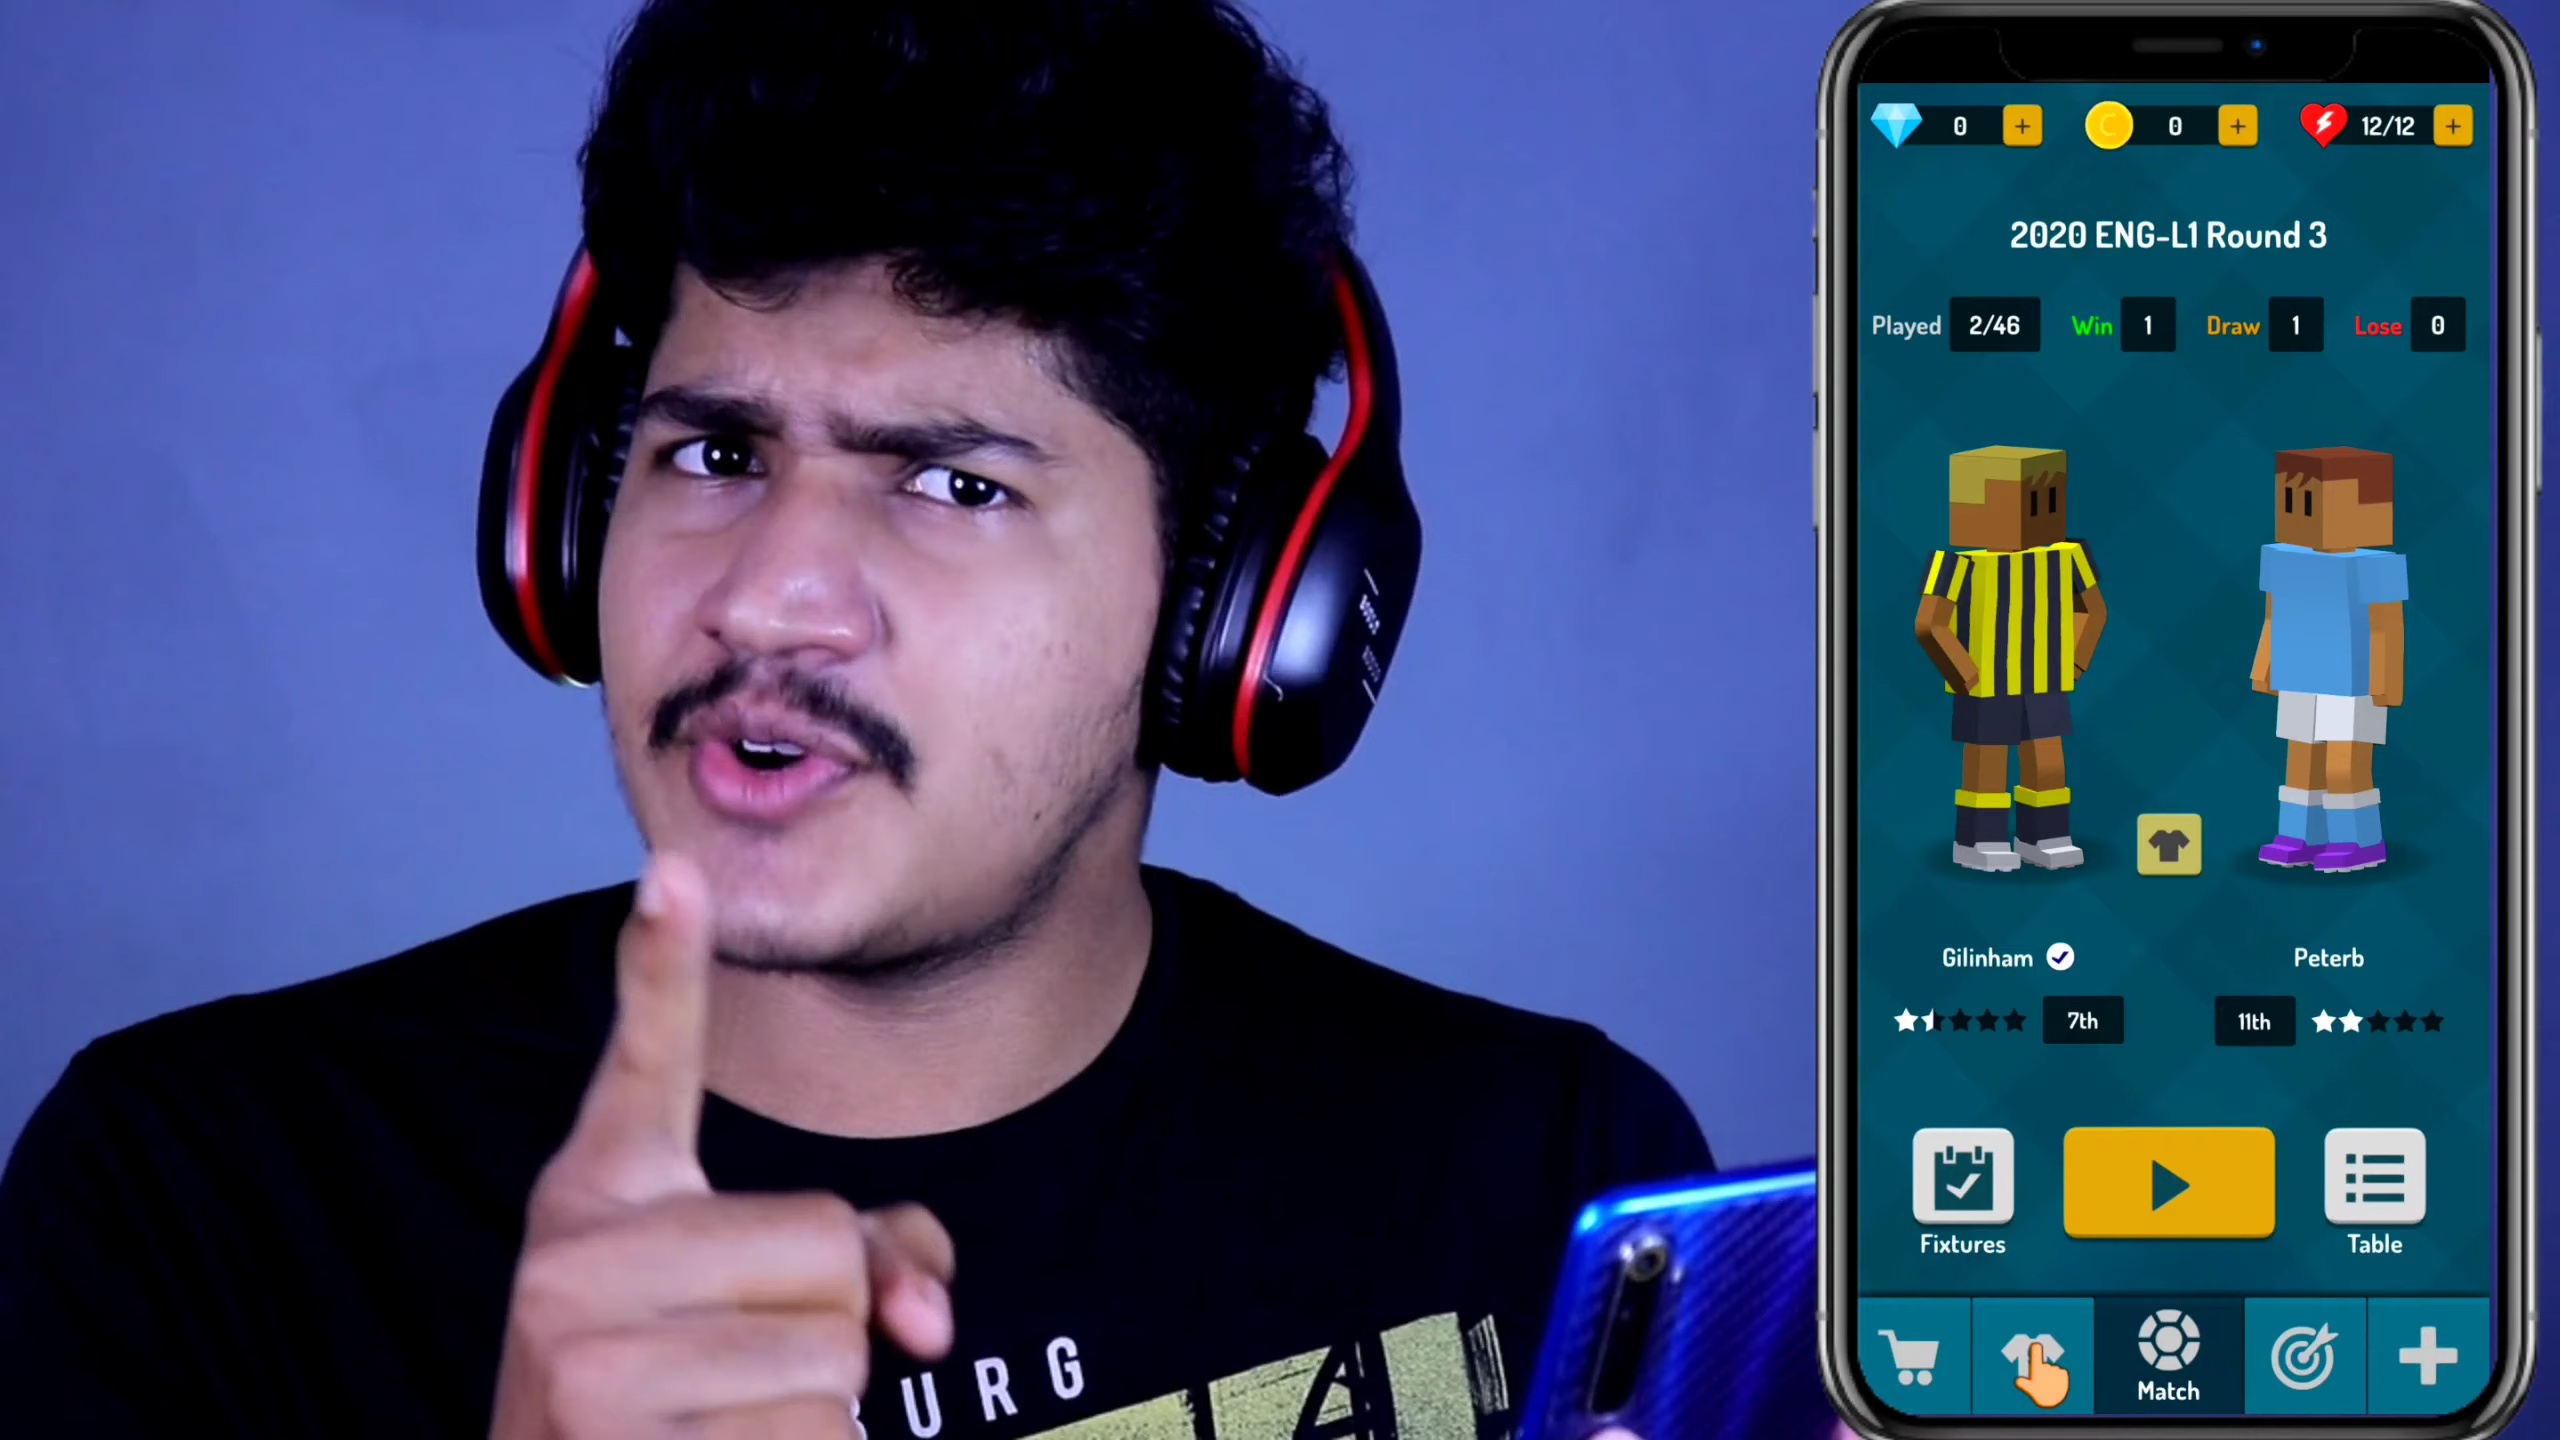 0 + 0 + 12/12 +
2020 ENG-L1 Round 3
Played 2/46 Win 1 Draw 1 Lose 0
Gilinham Peterb
7th 11th
Fixtures Table
Match
URG